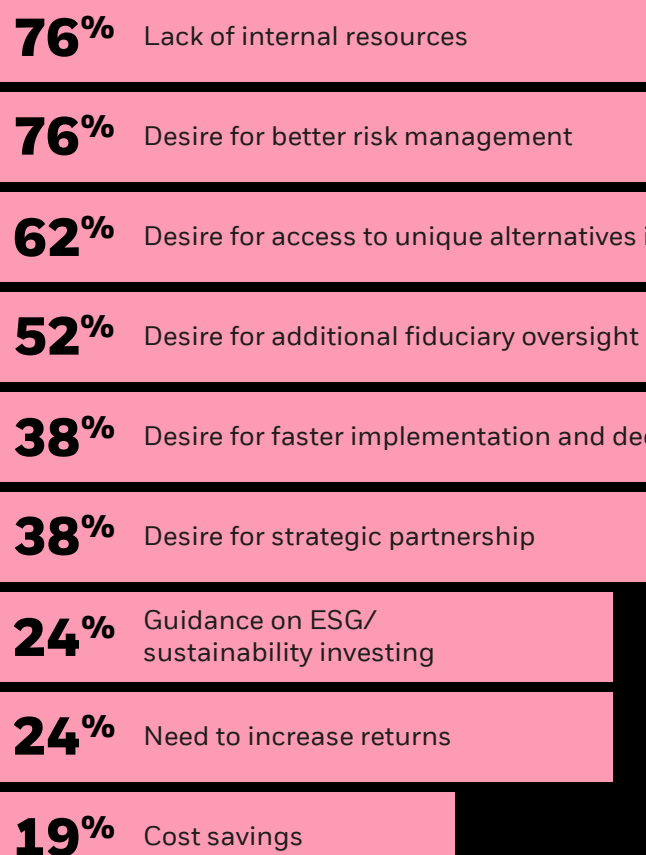 76% Lack of internal resources
76% Desire for better risk management
62% Desire for access to unique alternatives
52% Desire for additional fiduciary oversight
38% Desire for faster implementation and
38% Desire for strategic partnership
24% Guidance on ESG/
sustainability investing
24% Need to increase returns
19% Cost savings